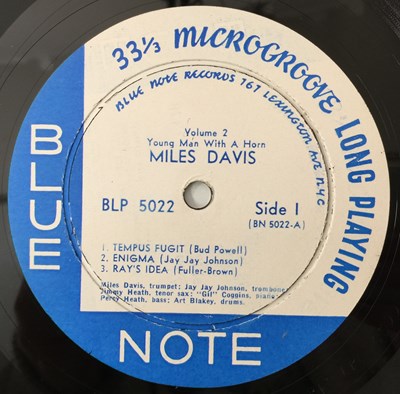 33⅓ MICROGROOVE LONG PLAYING
BLUE NOTE RECORDS 767 LEXINGTON AVE NYC
Volume 2
Young Man With A Horn
MILES DAVIS
BLP 5022
Side 1
(BN 5022-A)
1. TEMPUS FUGIT (Bud Powell)
2. ENIGMA (Jay Jay Johnson)
3. RAY'S IDEA (Fuller-Brown)
Miles Davis, trumpet; Jay Jay Johnson, trombone
Jimmy Heath, tenor sax; "Gil" Coggins, piano;
Percy Heath, bass; Art Blakey, drums.
BLUE
NOTE